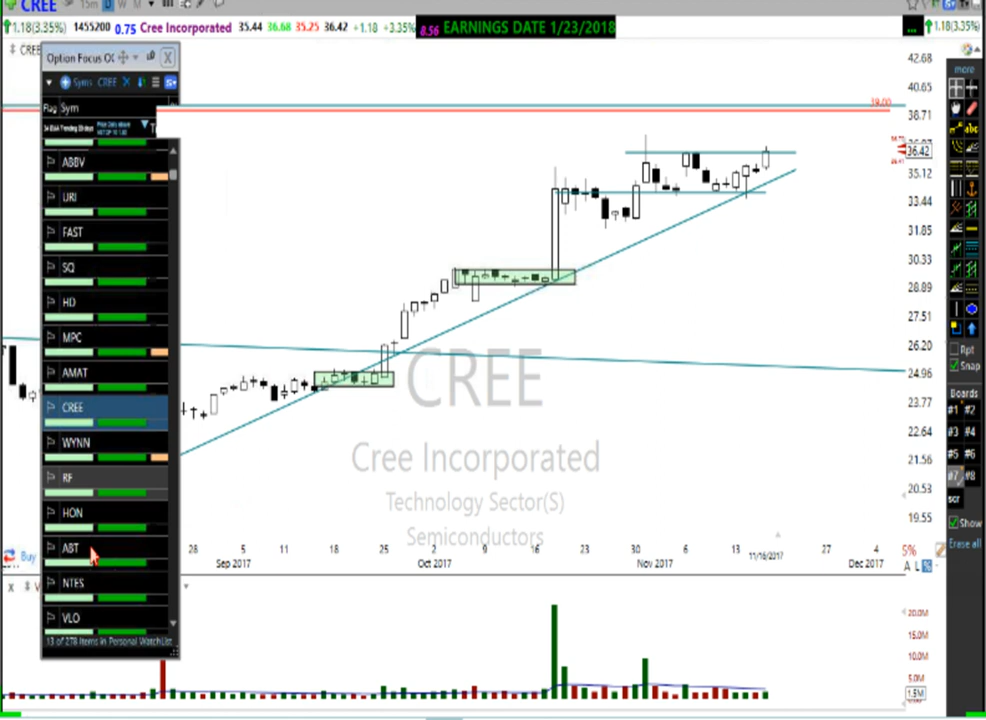 CREE 15m D W M
1.18(3.35%) 1455200 0.75 Cree Incorporated 35.44 36.68 35.25 36.42 +1.18 +3.35% 8.56 EARNINGS DATE 1/23/2018 ... 1.18(3.35%)
CREE
Option Focus
Syms CREE
Flag Sym
ABBV
URI
FAST
SQ
HD
MPC
AMAT
CREE
WYNN
RF
HON
ABT
NTES
VLO
13 of 278 items in Personal WatchList
39.00
42.68
40.65
38.71
36.42
35.12
33.44
31.85
30.33
28.89
27.51
26.20
24.96
23.77
22.64
21.56
20.53
19.55
CREE
Cree Incorporated
Technology Sector(S)
Semiconductors
Buy
28 5 11 18 25 2 9 16 23 30 6 13 11/16/2017 27 4
Sep 2017 Oct 2017 Nov 2017 Dec 2017
5%
A L %
20.0M
15.0M
10.0M
5.0M
1.5M
more
abc
Rpt
Snap
Boards
#1 #2
#3 #4
#5 #6
#7 #8
scr
Show
Erase all